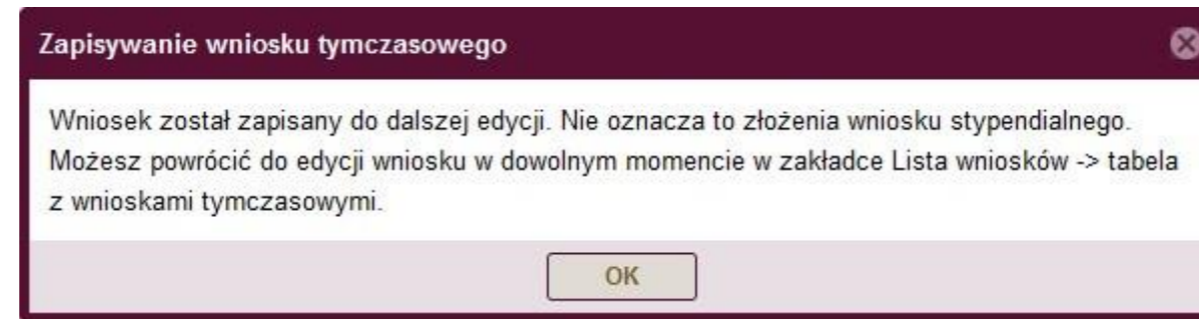 Zapisywanie wniosku tymczasowego
Wniosek został zapisany do dalszej edycji. Nie oznacza to złożenia wniosku stypendialnego.
Możesz powrócić do edycji wniosku w dowolnym momencie w zakładce Lista wniosków -> tabela
z wnioskami tymczasowymi.
OK